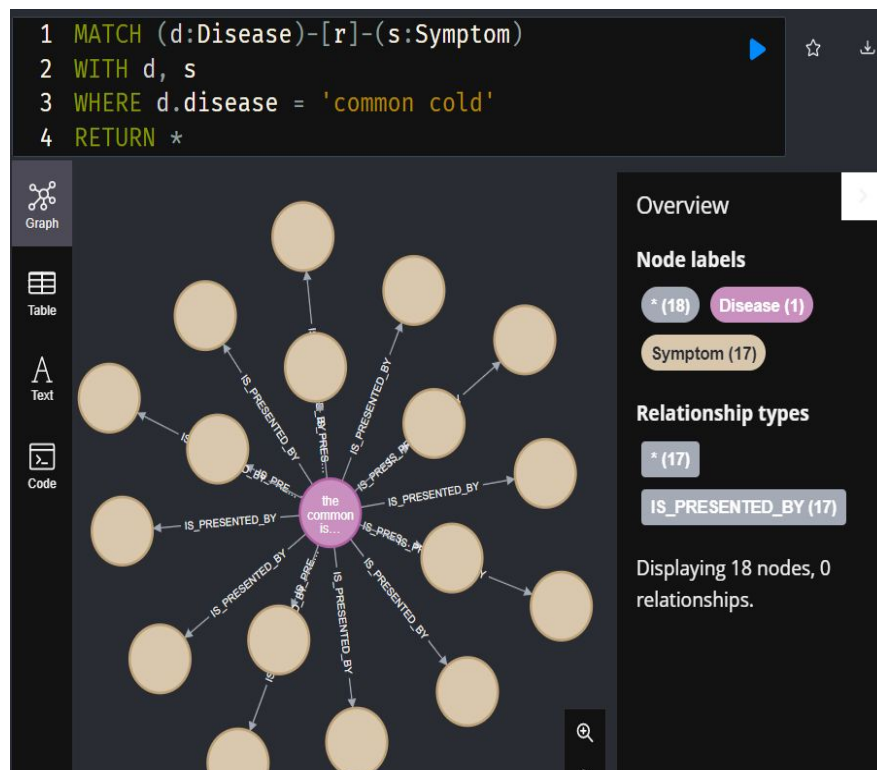 1 MATCH (d:Disease)-[r]-(s:Symptom)
2 WITH d, s
3 WHERE d.disease = 'common cold'
4 RETURN *
Graph
Table
Text
Code
IS_PRESENTED_BY
IS_PRESENTED_BY
IS_PRESENTED_BY
IS_PRESENTED_BY
IS_PRESENTED_BY
IS_PRESENTED_BY
IS_PRESENTED_BY
the
common
is...
Overview
Node labels
* (18) Disease (1)
Symptom (17)
Relationship types
* (17)
IS_PRESENTED_BY (17)
Displaying 18 nodes, 0
relationships.